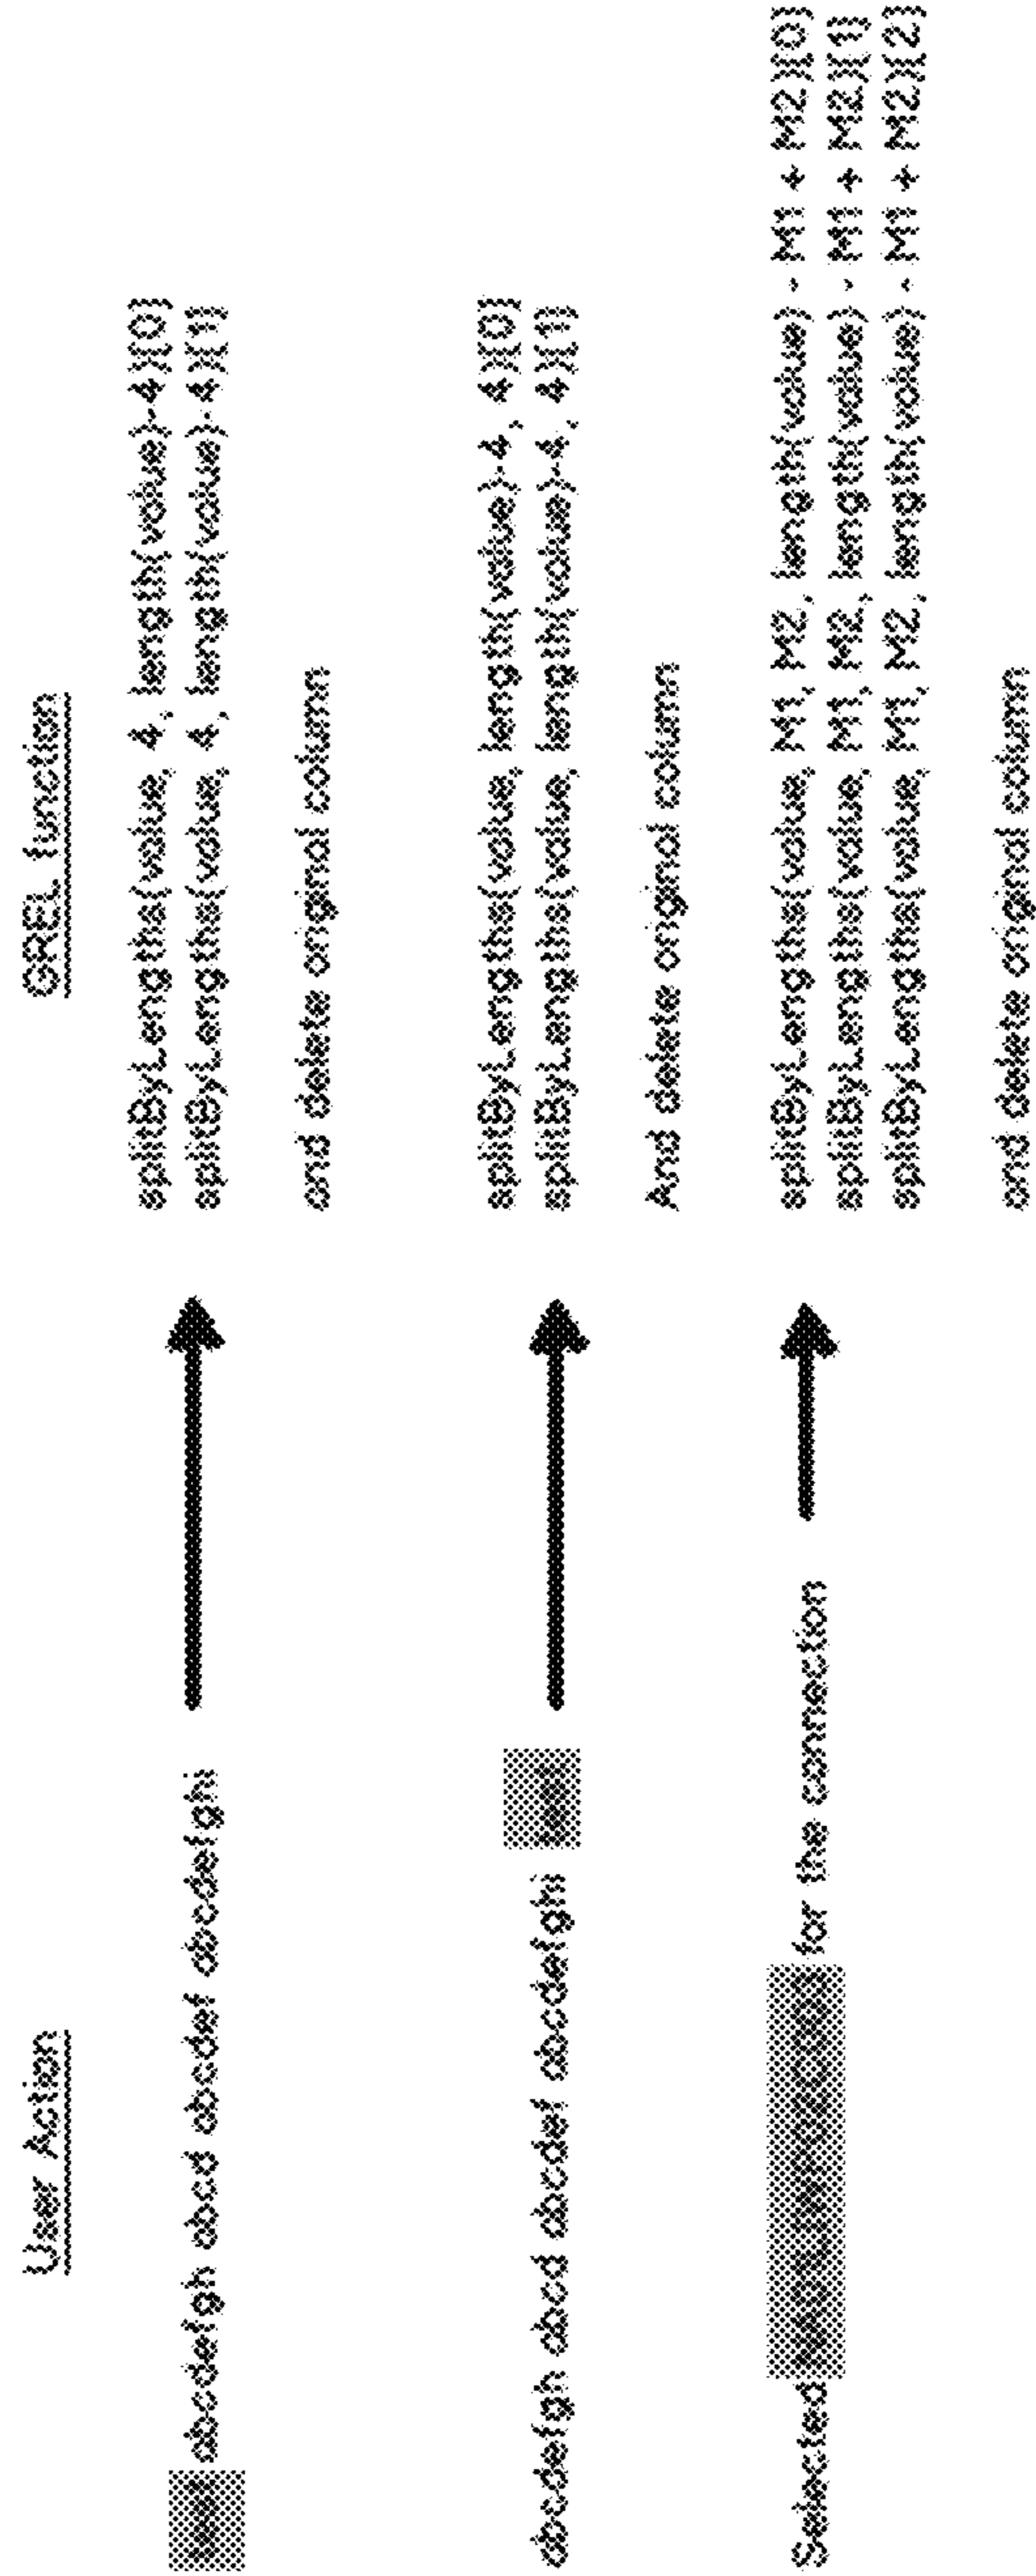 User Action
GREL function
abcdefgh abcd abcdef abcdefghi
splitByLengths(value, 4, length(value)-4)[0]
splitByLengths(value, 4, length(value)-4)[1]
and delete original column
abcdefgh abcd abcdef abcdefghi
splitByLengths(value, length(value)-4, 4)[0]
splitByLengths(value, length(value)-4, 4)[1]
And delete original column
Selected for the connection
splitByLengths(value, M1, M2, length(value) - M1 + M2)[0]
splitByLengths(value, M1, M2, length(value) - M1 + M2)[1]
splitByLengths(value, M1, M2, length(value) - M1 + M2)[2]
and delete original column